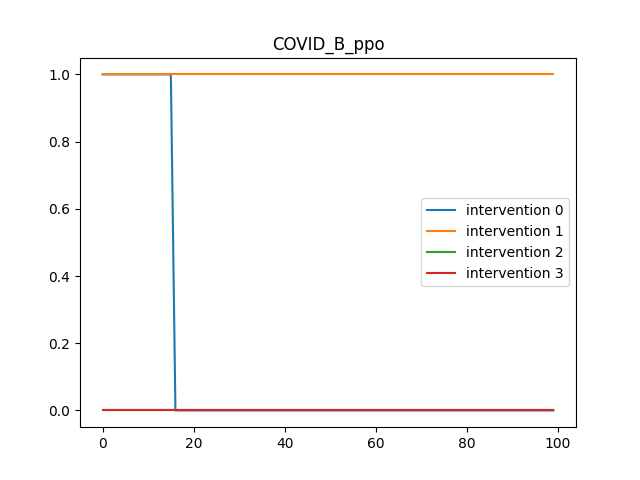 COVID_B_ppo
1.0
0.8
0.6
0.4
0.2
0.0
intervention 0
intervention 1
intervention 2
intervention 3
0 20 40 60 80 100